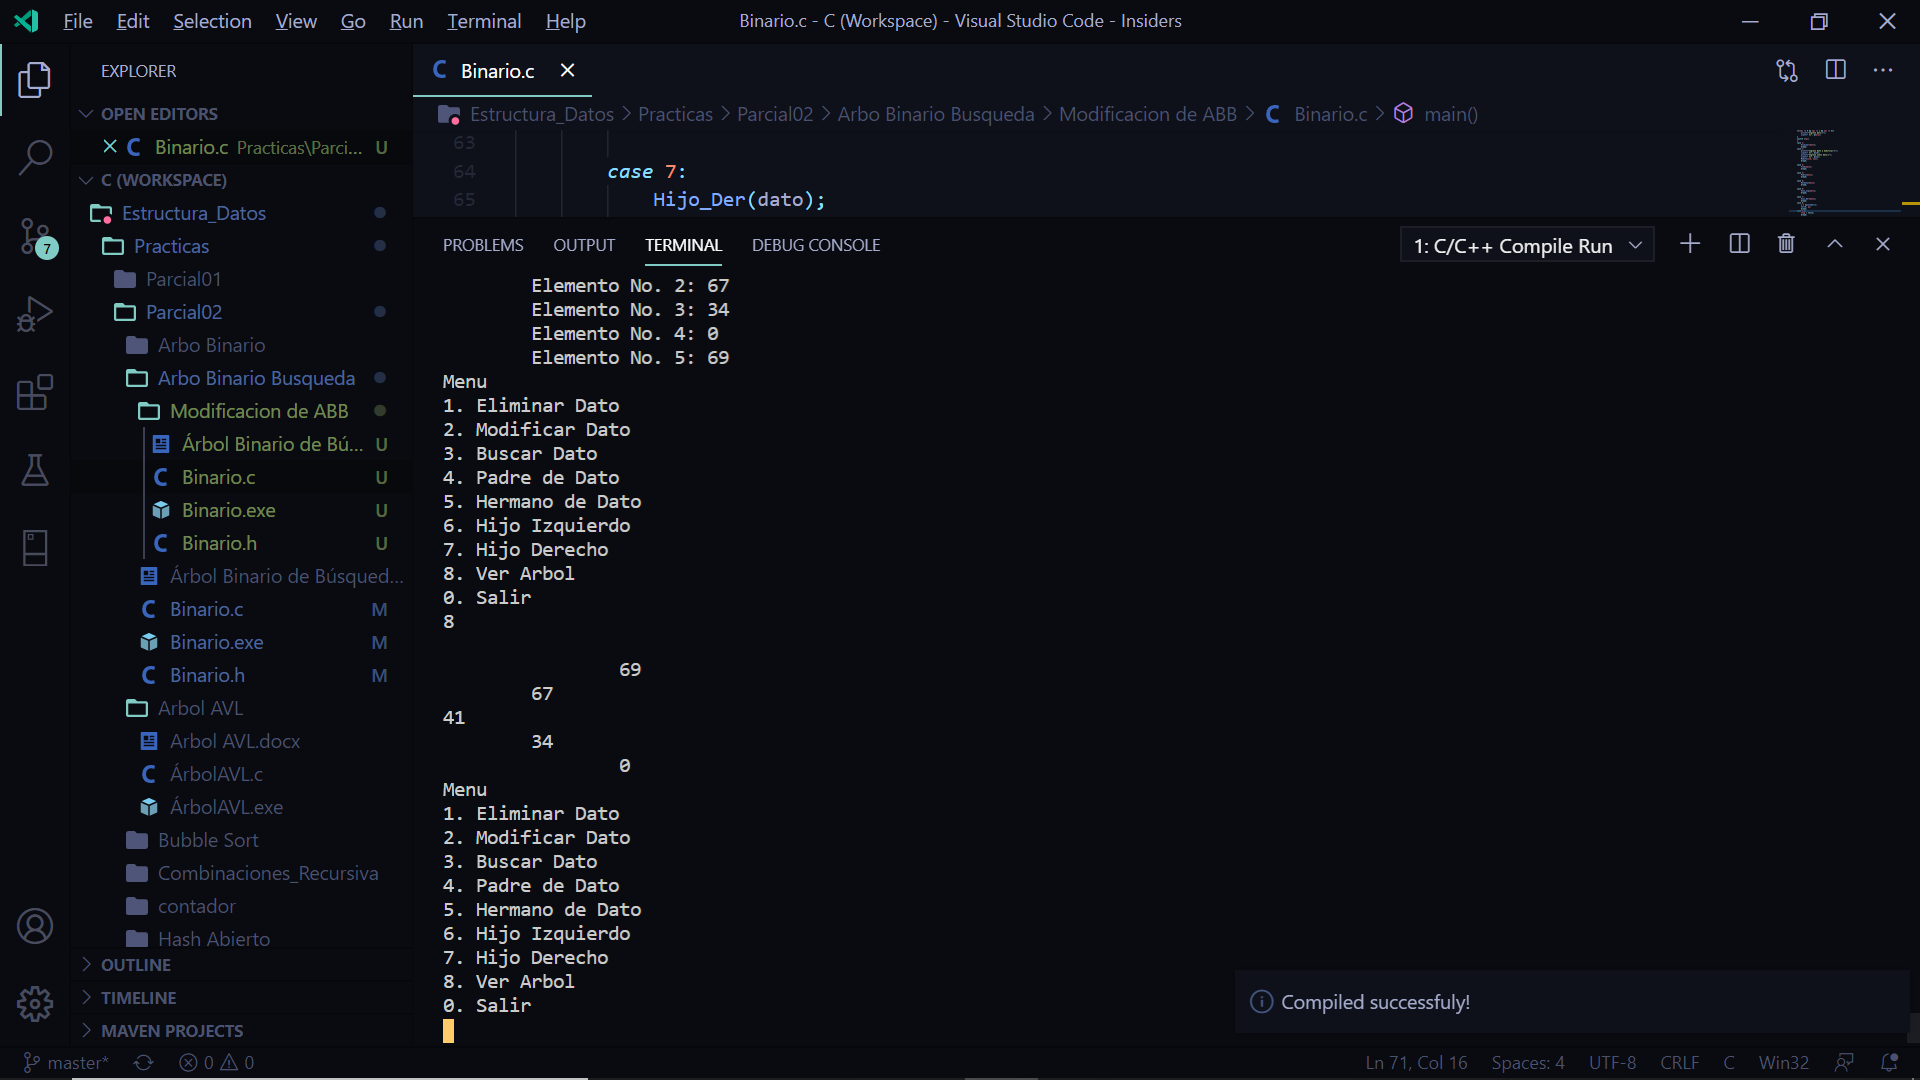 File Edit Selection View Go Run Terminal Help
Binario.c - C (Workspace) - Visual Studio Code - Insiders
EXPLORER
OPEN EDITORS
Binario.c Practicas\Parci... U
C (WORKSPACE)
Estructura_Datos
Practicas
Parcial01
Parcial02
Arbo Binario
Arbo Binario Busqueda
Modificacion de ABB
Árbol Binario de Bú... U
Binario.c U
Binario.exe U
Binario.h U
Árbol Binario de Búsqued...
Binario.c M
Binario.exe M
Binario.h M
Arbol AVL
Arbol AVL.docx
ÁrbolAVL.c
ÁrbolAVL.exe
Bubble Sort
Combinaciones_Recursiva
contador
Hash Abierto
OUTLINE
TIMELINE
MAVEN PROJECTS
7
Binario.c
Estructura_Datos > Practicas > Parcial02 > Arbo Binario Busqueda > Modificacion de ABB > C Binario.c > main()
63
64 case 7:
65 Hijo_Der(dato);
PROBLEMS OUTPUT TERMINAL DEBUG CONSOLE
1: C/C++ Compile Run
Elemento No. 2: 67
Elemento No. 3: 34
Elemento No. 4: 0
Elemento No. 5: 69
Menu
1. Eliminar Dato
2. Modificar Dato
3. Buscar Dato
4. Padre de Dato
5. Hermano de Dato
6. Hijo Izquierdo
7. Hijo Derecho
8. Ver Arbol
0. Salir
8
69
67
41
34
0
Menu
1. Eliminar Dato
2. Modificar Dato
3. Buscar Dato
4. Padre de Dato
5. Hermano de Dato
6. Hijo Izquierdo
7. Hijo Derecho
8. Ver Arbol
0. Salir
Compiled successfuly!
master* 0 0
Ln 71, Col 16 Spaces: 4 UTF-8 CRLF C Win32